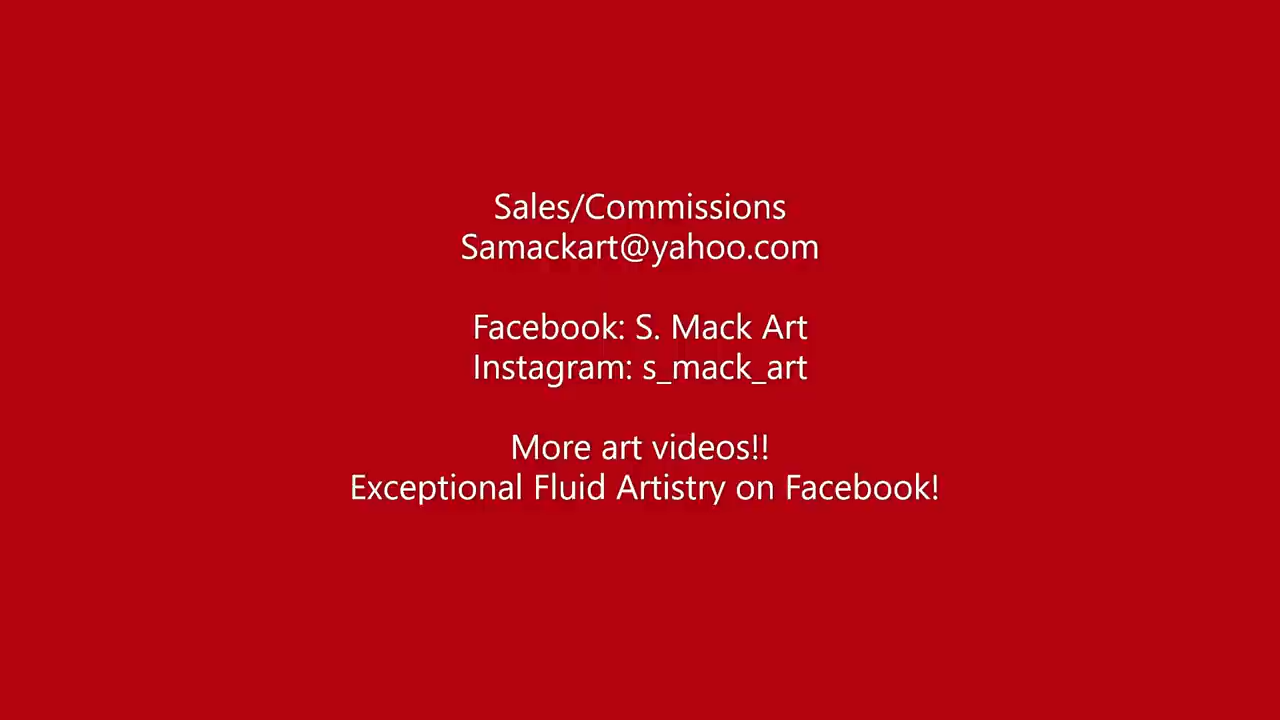 Sales/Commissions
Samackart@yahoo.com
Facebook: S. Mack Art
Instagram: s_mack_art
More art videos!!
Exceptional Fluid Artistry on Facebook!